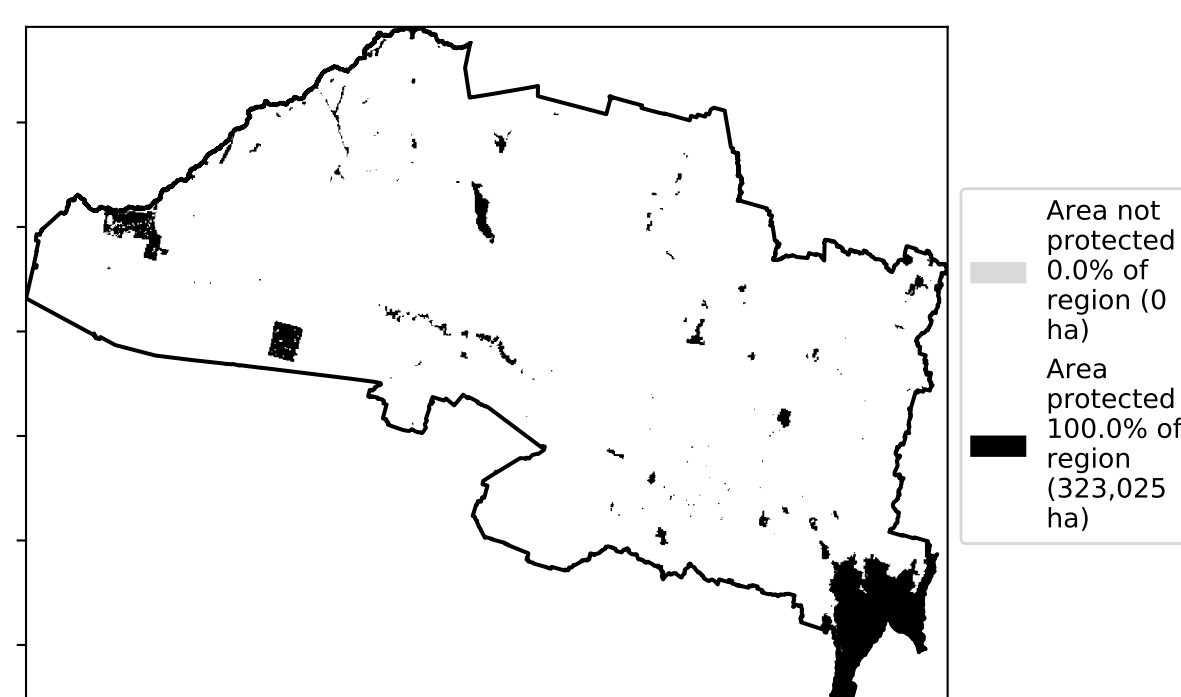 Area not
protected
0.0% of
region (0
ha)
Area
protected
100.0% of
region
(323,025
ha)